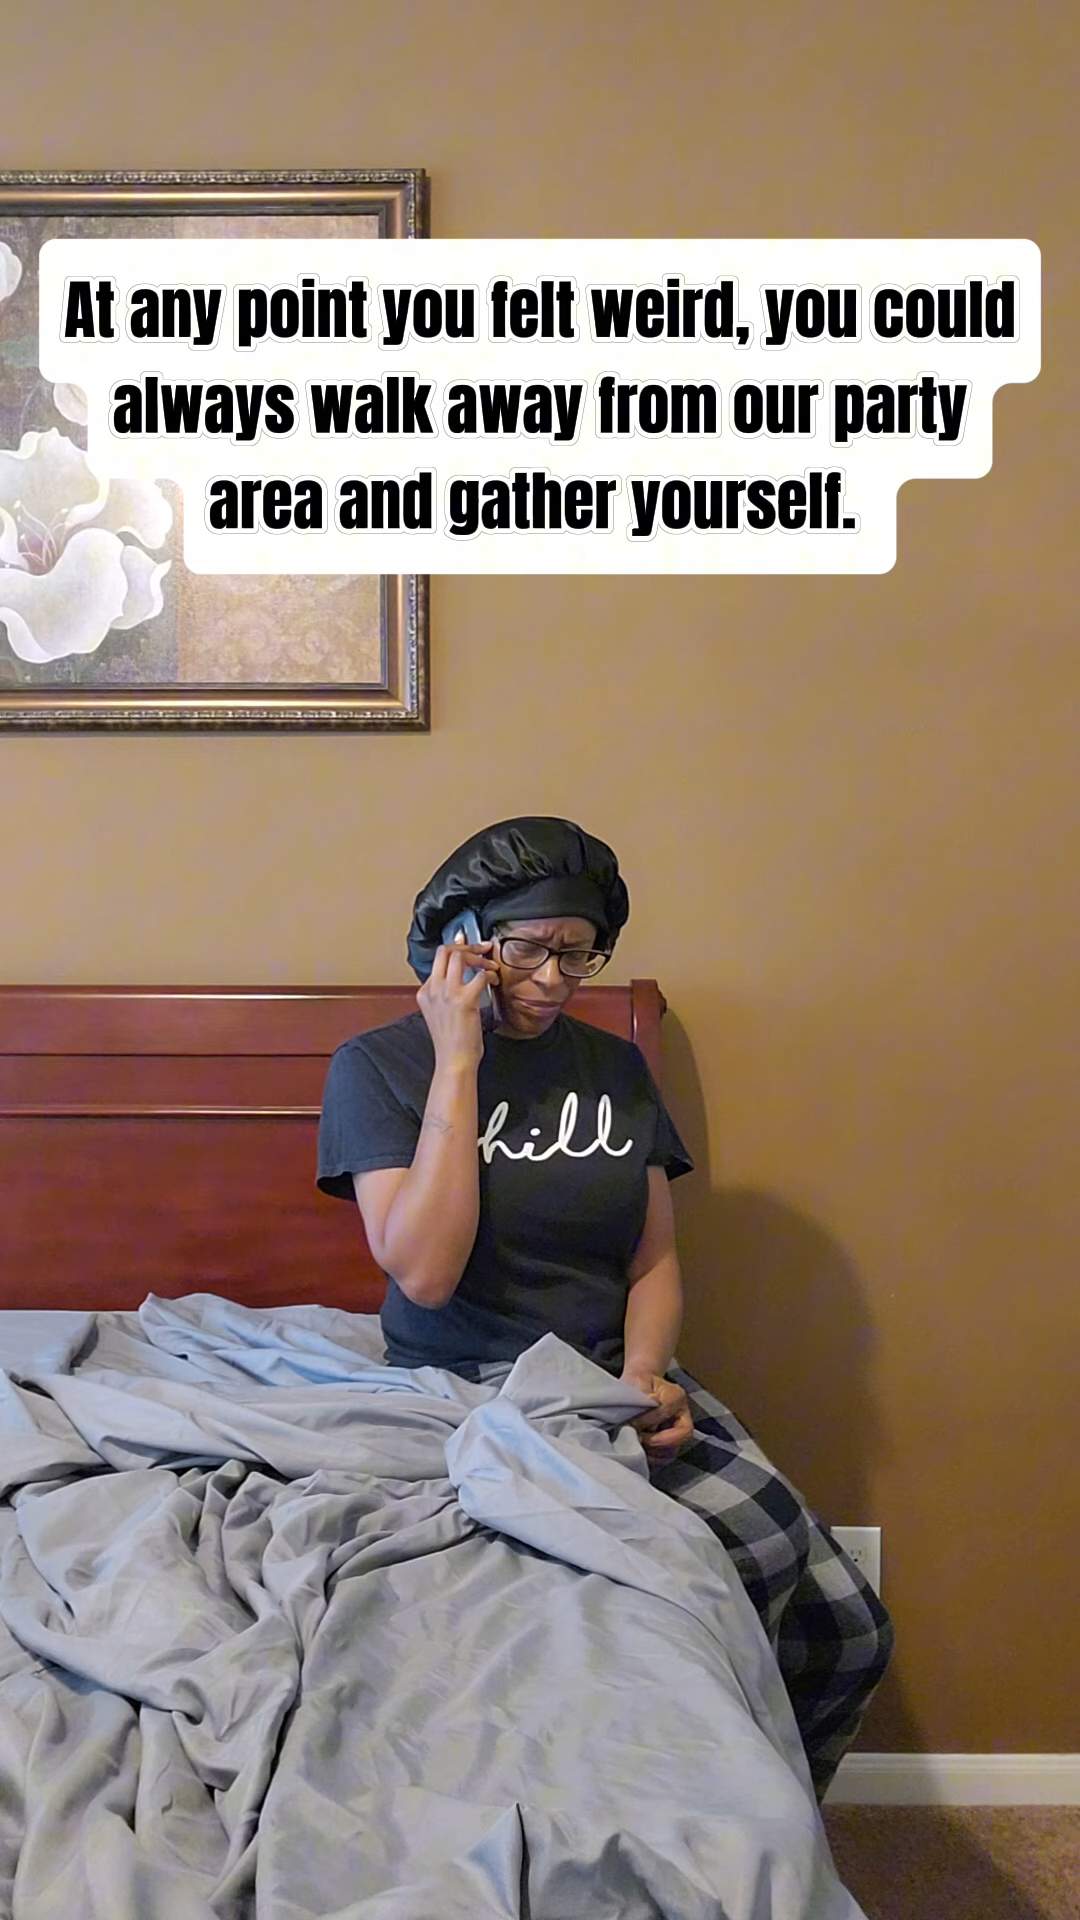 At any point you felt weird, you could
always walk away from our party
area and gather yourself.
hill